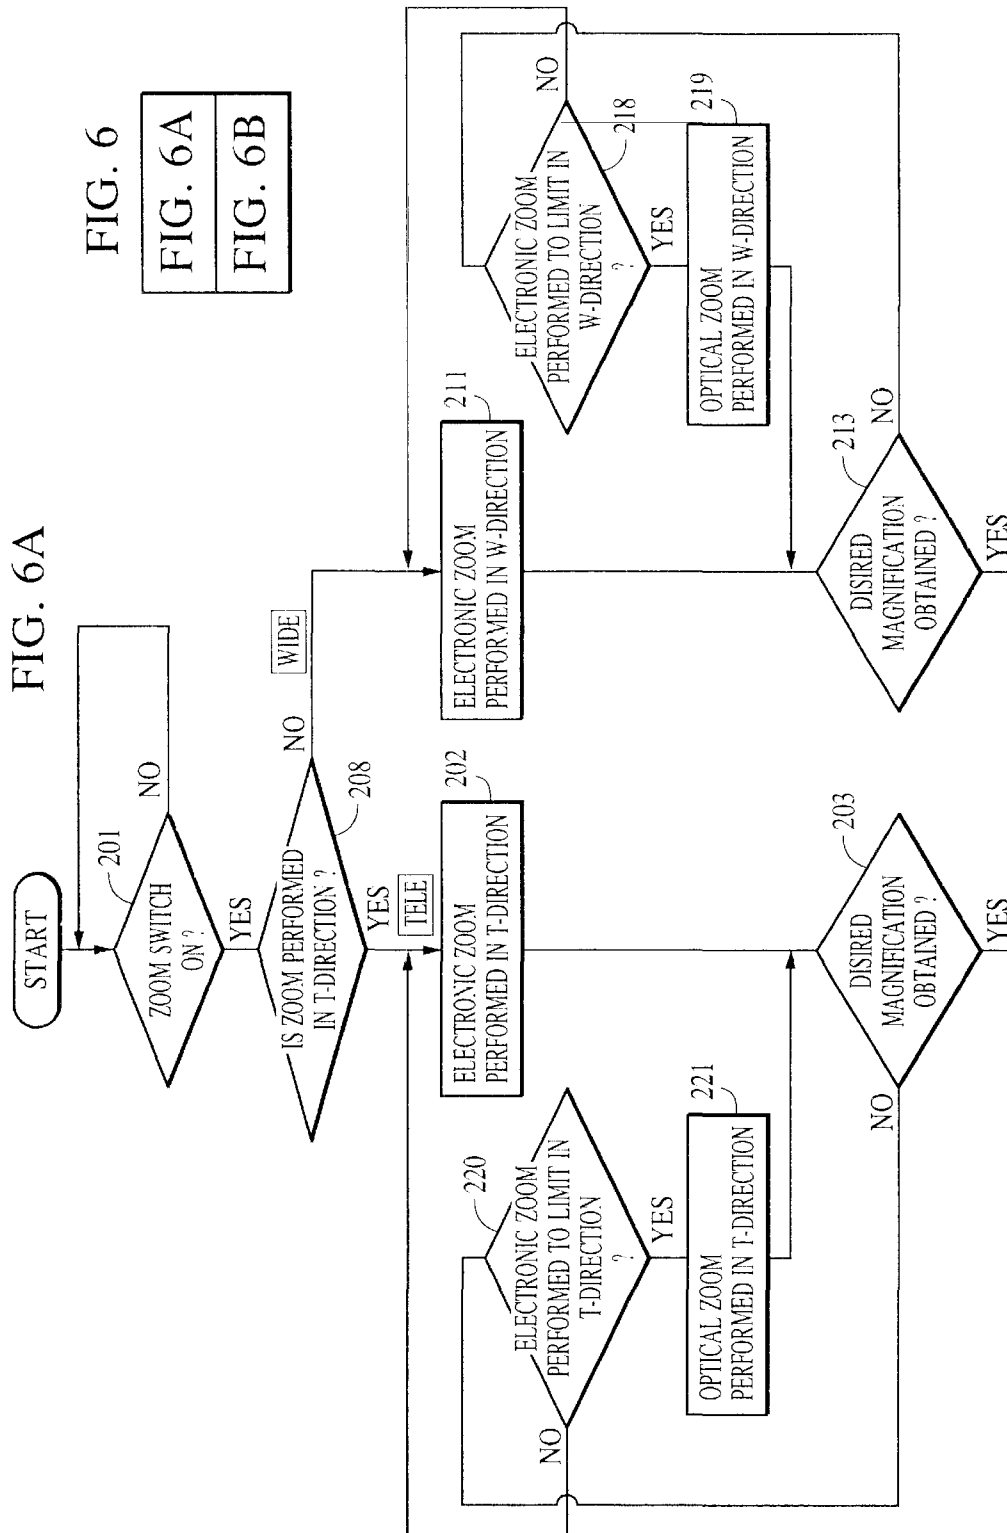 FIG. 6A
FIG. 6
FIG. 6A
FIG. 6B
START
201
ZOOM SWITCH
ON ?
NO
YES
IS ZOOM PERFORMED
IN T-DIRECTION ?
208
NO
WIDE
YES
TELE
202
ELECTRONIC ZOOM
PERFORMED IN T-DIRECTION
211
ELECTRONIC ZOOM
PERFORMED IN W-DIRECTION
220
ELECTRONIC ZOOM
PERFORMED TO LIMIT IN
T-DIRECTION
?
NO
YES
221
OPTICAL ZOOM
PERFORMED IN T-DIRECTION
ELECTRONIC ZOOM
PERFORMED TO LIMIT IN
W-DIRECTION
?
218
NO
YES
219
OPTICAL ZOOM
PERFORMED IN W-DIRECTION
203
DISIRED
MAGNIFICATION
OBTAINED ?
NO
YES
213
DISIRED
MAGNIFICATION
OBTAINED ?
NO
YES